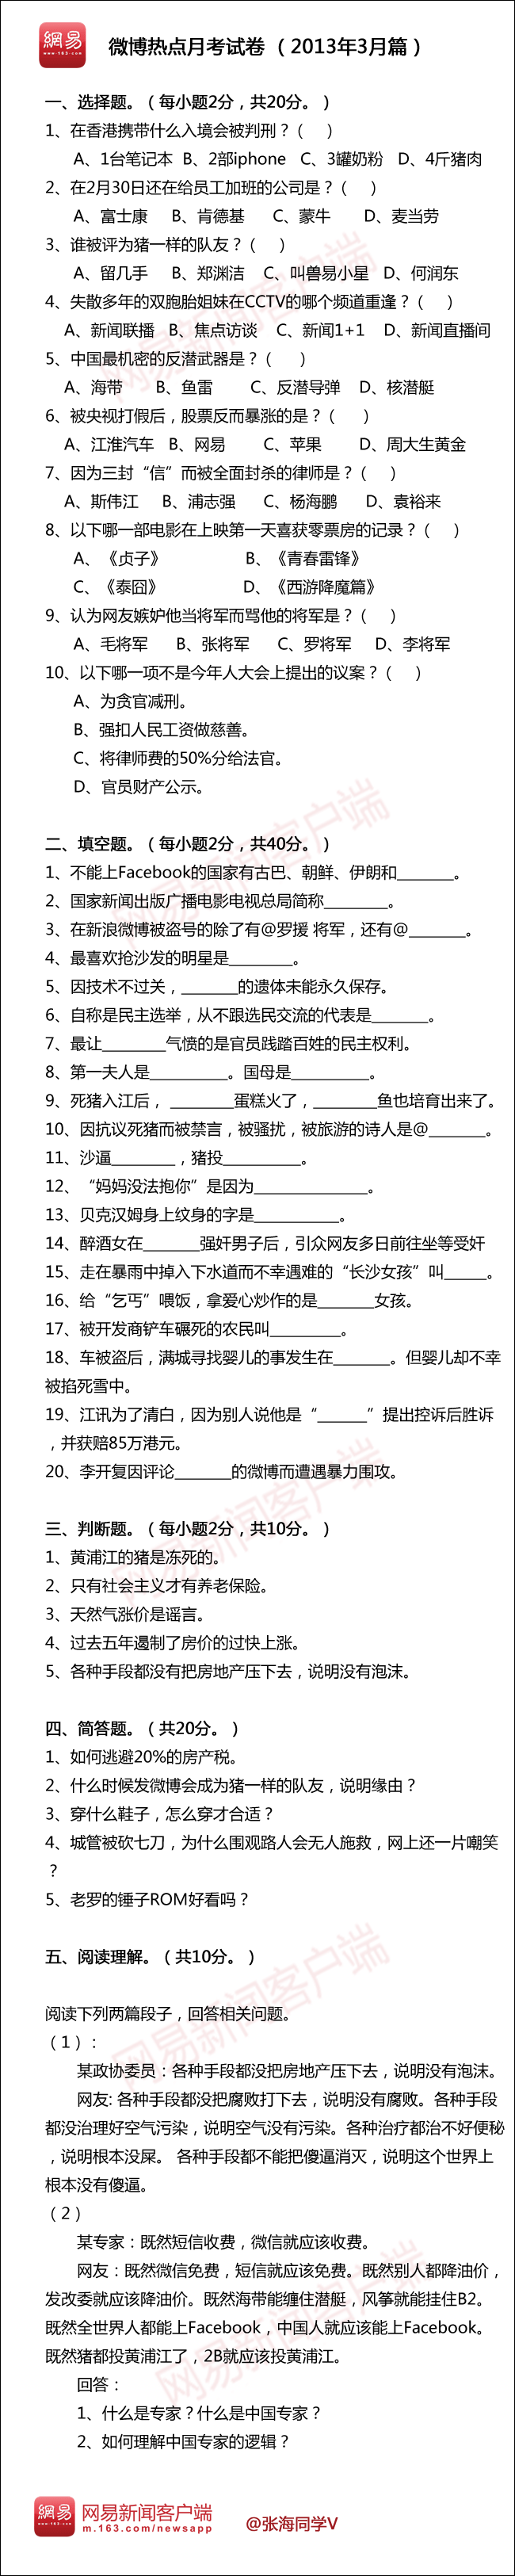 網易
www.163.com
微博热点月考试卷 （2013年3月篇）
一、选择题。（每小题2分，共20分。）
1、在香港携带什么入境会被判刑？（ ）
A、1台笔记本 B、2部iphone C、3罐奶粉 D、4斤猪肉
2、在2月30日还在给员工加班的公司是？（ ）
A、富士康 B、肯德基 C、蒙牛 D、麦当劳
3、谁被评为猪一样的队友？（ ）
A、留几手 B、郑渊洁 C、叫兽易小星 D、何润东
4、失散多年的双胞胎姐妹在CCTV的哪个频道重逢？（ ）
A、新闻联播 B、焦点访谈 C、新闻1+1 D、新闻直播间
5、中国最机密的反潜武器是？（ ）
A、海带 B、鱼雷 C、反潜导弹 D、核潜艇
6、被央视打假后，股票反而暴涨的是？（ ）
A、江淮汽车 B、网易 C、苹果 D、周大生黄金
7、因为三封“信”而被全面封杀的律师是？（ ）
A、斯伟江 B、浦志强 C、杨海鹏 D、袁裕来
8、以下哪一部电影在上映第一天喜获零票房的记录？（ ）
A、《贞子》 B、《青春雷锋》
C、《泰囧》 D、《西游降魔篇》
9、认为网友嫉妒他当将军而骂他的将军是？（ ）
A、毛将军 B、张将军 C、罗将军 D、李将军
10、以下哪一项不是今年人大会上提出的议案？（ ）
A、为贪官减刑。
B、强扣人民工资做慈善。
C、将律师费的50%分给法官。
D、官员财产公示。
二、填空题。（每小题2分，共40分。）
1、不能上Facebook的国家有古巴、朝鲜、伊朗和_______。
2、国家新闻出版广播电影电视总局简称________。
3、在新浪微博被盗号的除了有@罗援 将军，还有@_______。
4、最喜欢抢沙发的明星是________。
5、因技术不过关，_______的遗体未能永久保存。
6、自称是民主选举，从不跟选民交流的代表是_______。
7、最让________气愤的是官员践踏百姓的民主权利。
8、第一夫人是__________。国母是__________。
9、死猪入江后， ________蛋糕火了，________鱼也培育出来了。
10、因抗议死猪而被禁言，被骚扰，被旅游的诗人是@_______。
11、沙逼________，猪投__________。
12、“妈妈没法抱你”是因为______________。
13、贝克汉姆身上纹身的字是___________。
14、醉酒女在_______强奸男子后，引众网友多日前往坐等受奸
15、走在暴雨中掉入下水道而不幸遇难的“长沙女孩”叫_____。
16、给“乞丐”喂饭，拿爱心炒作的是_______女孩。
17、被开发商铲车碾死的农民叫_________。
18、车被盗后，满城寻找婴儿的事发生在_______。但婴儿却不幸
被掐死雪中。
19、江讯为了清白，因为别人说他是“______”提出控诉后胜诉
，并获赔85万港元。
20、李开复因评论_______的微博而遭遇暴力围攻。
三、判断题。（每小题2分，共10分。）
1、黄浦江的猪是冻死的。
2、只有社会主义才有养老保险。
3、天然气涨价是谣言。
4、过去五年遏制了房价的过快上涨。
5、各种手段都没有把房地产压下去，说明没有泡沫。
四、简答题。（共20分。）
1、如何逃避20%的房产税。
2、什么时候发微博会成为猪一样的队友，说明缘由？
3、穿什么鞋子，怎么穿才合适？
4、城管被砍七刀，为什么围观路人会无人施救，网上还一片嘲笑
？
5、老罗的锤子ROM好看吗？
五、阅读理解。（共10分。）
阅读下列两篇段子，回答相关问题。
（1）：
某政协委员：各种手段都没把房地产压下去，说明没有泡沫。
网友: 各种手段都没把腐败打下去，说明没有腐败。各种手段
都没治理好空气污染，说明空气没有污染。各种治疗都治不好便秘
，说明根本没屎。 各种手段都不能把傻逼消灭，说明这个世界上
根本没有傻逼。
（2）
某专家：既然短信收费，微信就应该收费。
网友：既然微信免费，短信就应该免费。既然别人都降油价，
发改委就应该降油价。既然海带能缠住潜艇，风筝就能挂住B2。
既然全世界人都能上Facebook，中国人就应该能上Facebook。
既然猪都投黄浦江了，2B就应该投黄浦江。
回答：
1、什么是专家？什么是中国专家？
2、如何理解中国专家的逻辑？
網易
www.163.com
网易新闻客户端
m.163.com/newsapp
@张海同学V
网易新闻客户端
网易新闻客户端
网易新闻客户端
网易新闻客户端
网易新闻客户端